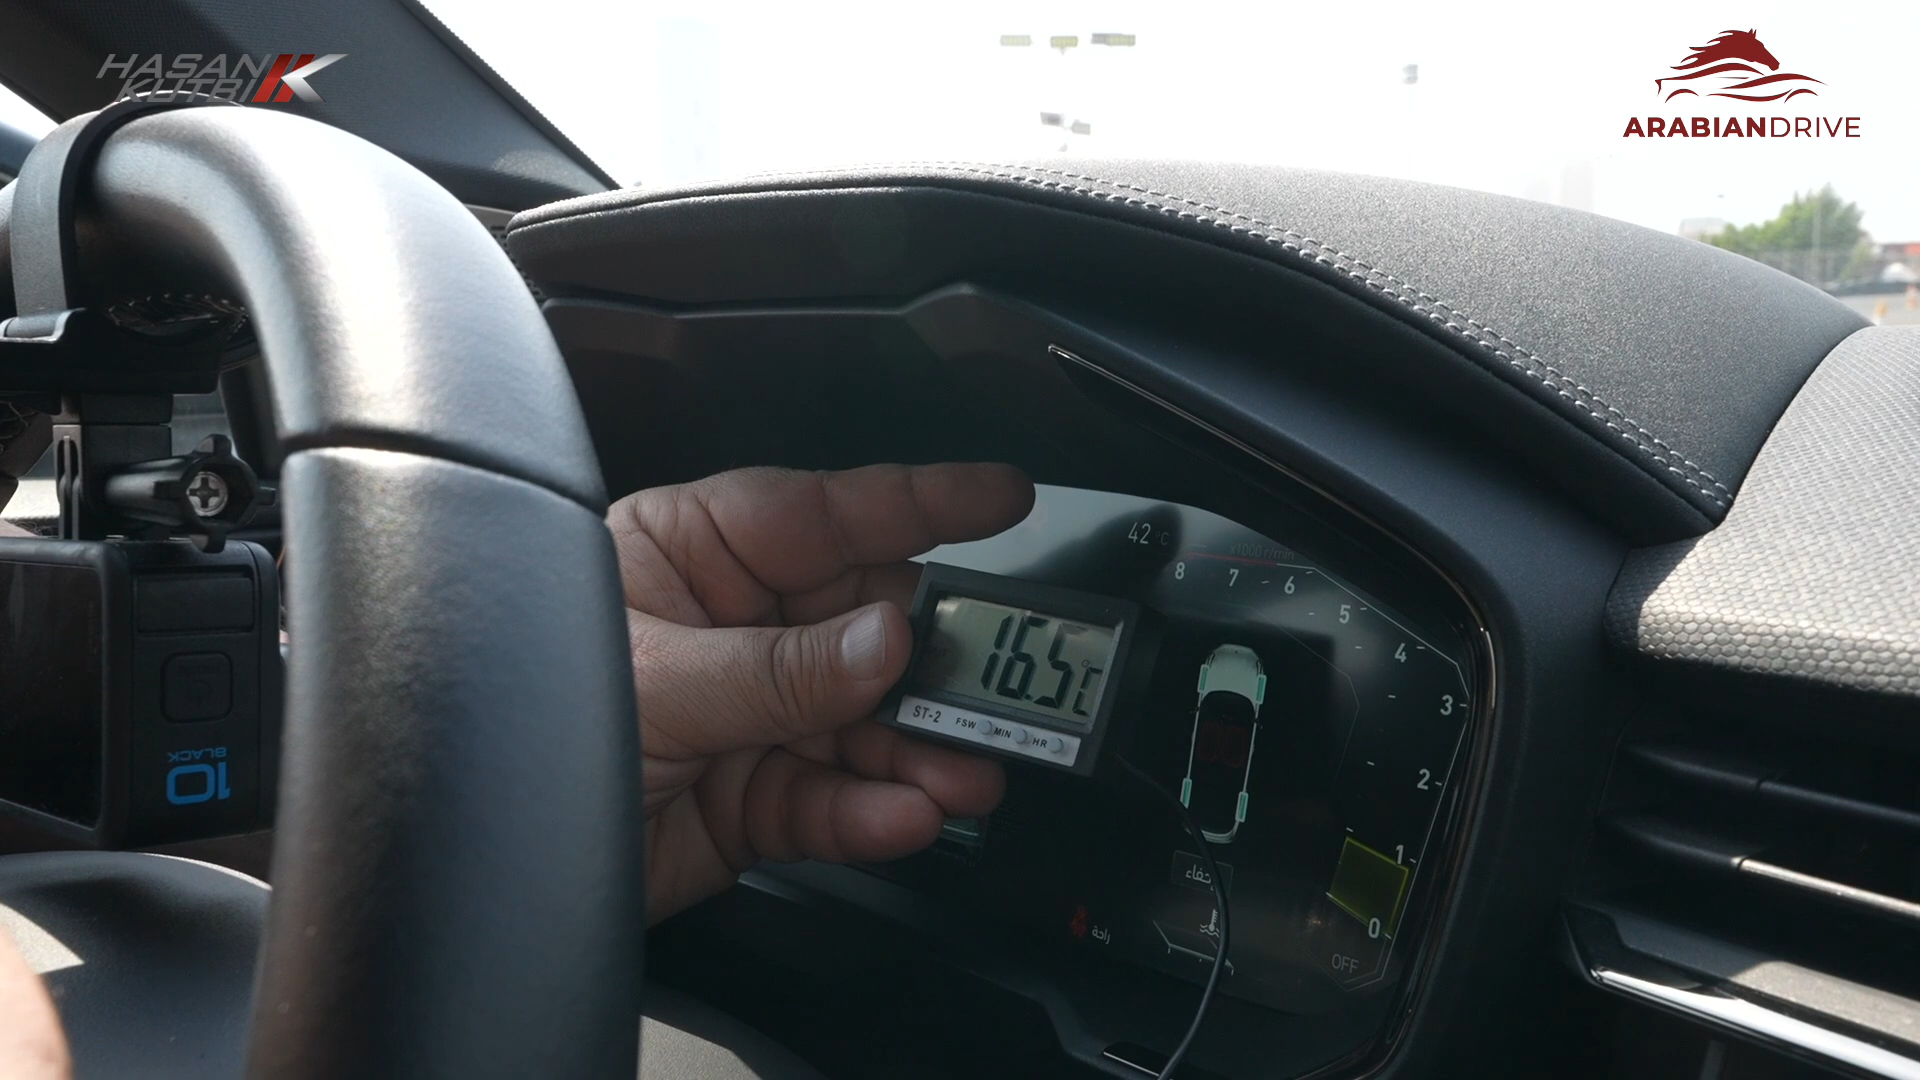 HASAN
KUTBI
ARABIANDRIVE
42 °C
x1000 r/min
8
7
6
5
4
3
2
1
0
OFF
16.5°C
ST-2 FSW MIN HR
إخفاء
راحة
10
BLACK